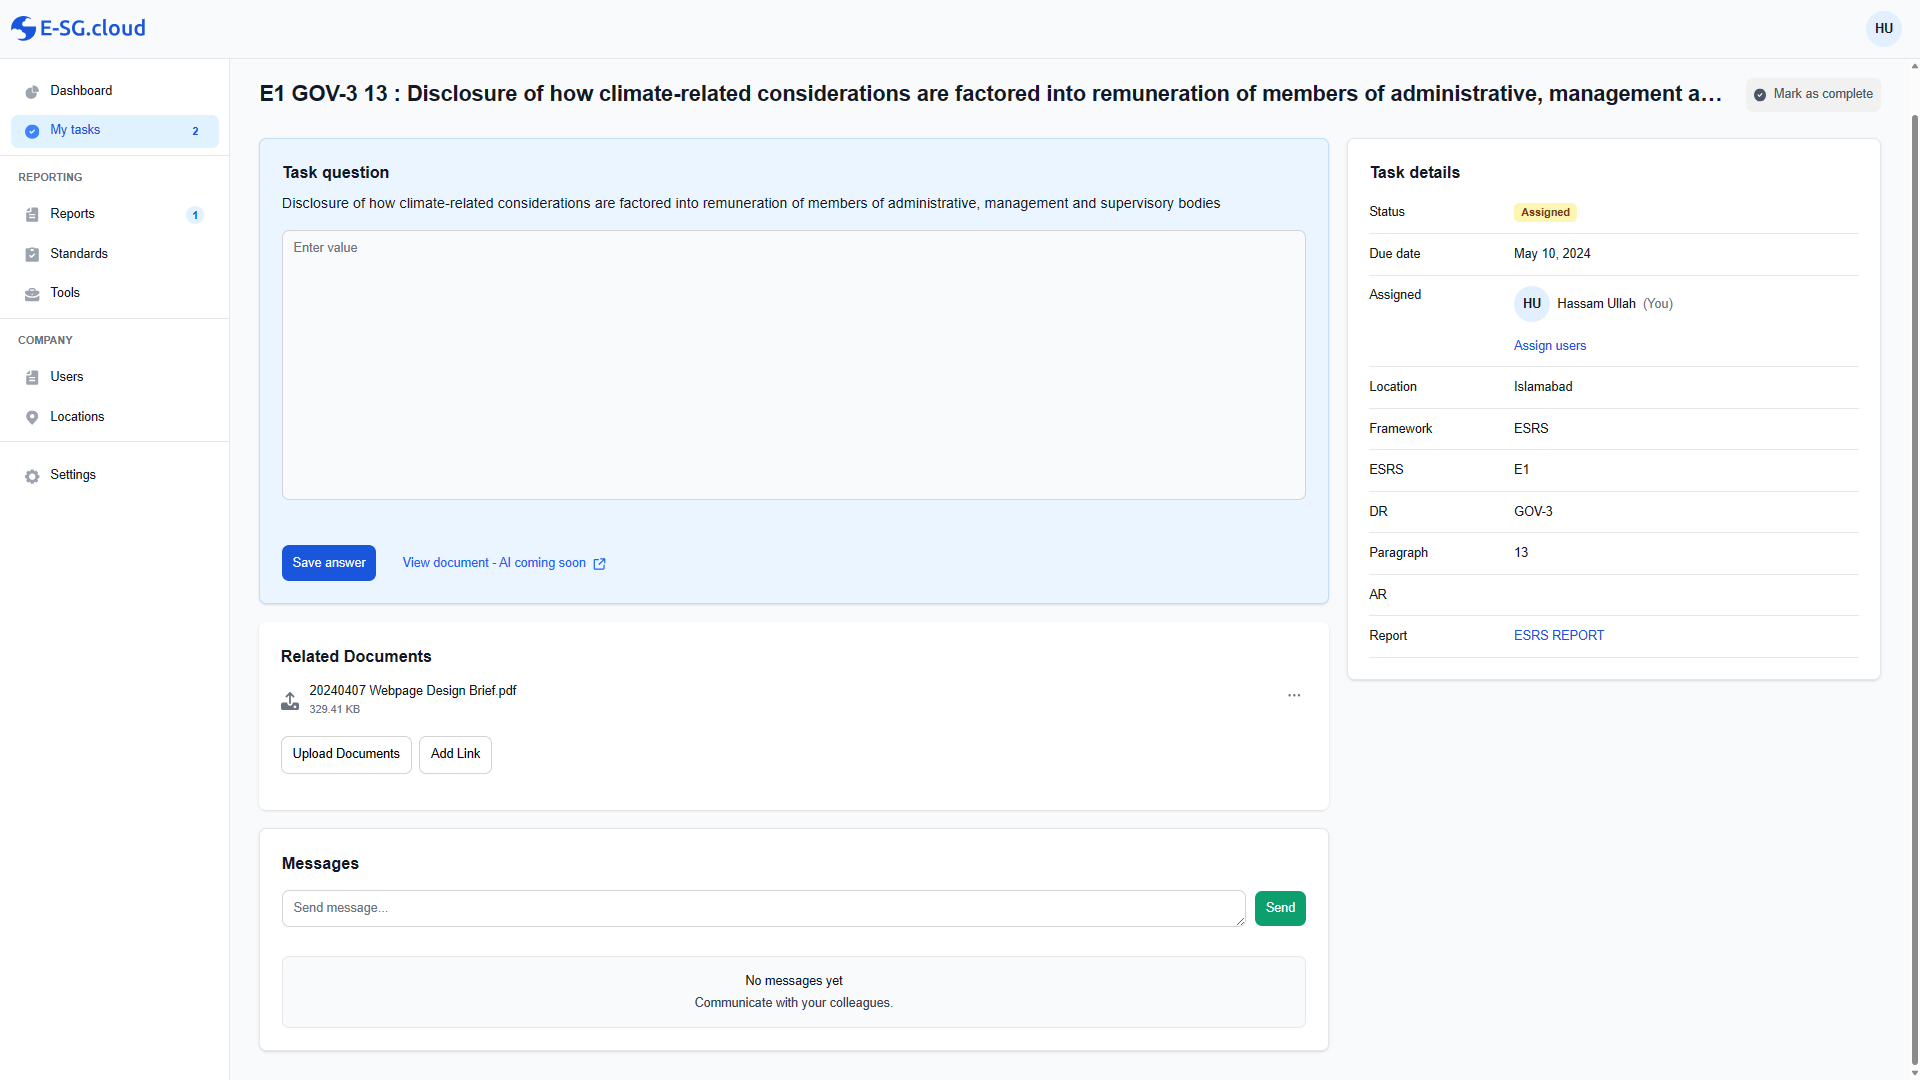 E-SG.cloud
HU
Dashboard
My tasks 2
REPORTING
Reports 1
Standards
Tools
COMPANY
Users
Locations
Settings
E1 GOV-3 13 : Disclosure of how climate-related considerations are factored into remuneration of members of administrative, management a...
Mark as complete
Task question
Disclosure of how climate-related considerations are factored into remuneration of members of administrative, management and supervisory bodies
Enter value
Save answer
View document - AI coming soon
Related Documents
20240407 Webpage Design Brief.pdf
329.41 KB
Upload Documents
Add Link
Messages
Send message...
Send
No messages yet
Communicate with your colleagues.
Task details
Status Assigned
Due date May 10, 2024
Assigned HU Hassam Ullah (You)
Assign users
Location Islamabad
Framework ESRS
ESRS E1
DR GOV-3
Paragraph 13
AR
Report ESRS REPORT